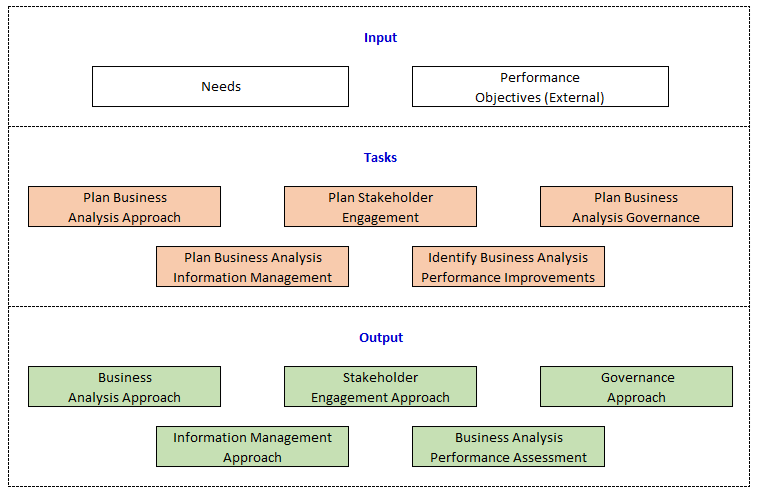 Input
Needs
Performance
Objectives (External)
Tasks
Plan Business
Analysis Approach
Plan Stakeholder
Engagement
Plan Business
Analysis Governance
Plan Business Analysis
Information Management
Identify Business Analysis
Performance Improvements
Output
Business
Analysis Approach
Stakeholder
Engagement Approach
Governance
Approach
Information Management
Approach
Business Analysis
Performance Assessment